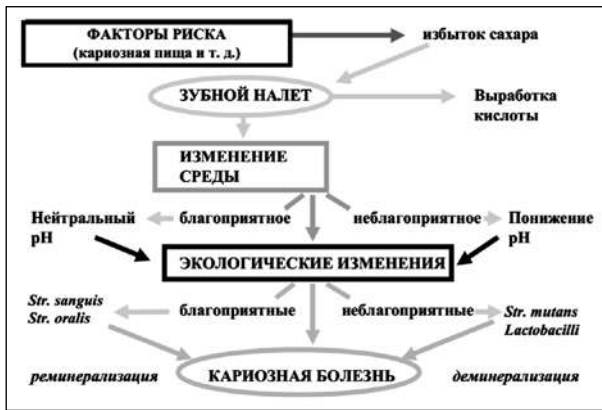 ФАКТОРЫ РИСКА
(кариозная пища и т. д.)
избыток сахара
ЗУБНОЙ НАЛЕТ
Выработка
кислоты
ИЗМЕНЕНИЕ
СРЕДЫ
Нейтральный
pH
благоприятное
неблагоприятное
Понижение
pH
ЭКОЛОГИЧЕСКИЕ ИЗМЕНЕНИЯ
Str. sanguis
Str. oralis
благоприятные
неблагоприятные
Str. mutans
Lactobacilli
реминерализация
КАРИОЗНАЯ БОЛЕЗНЬ
деминерализация